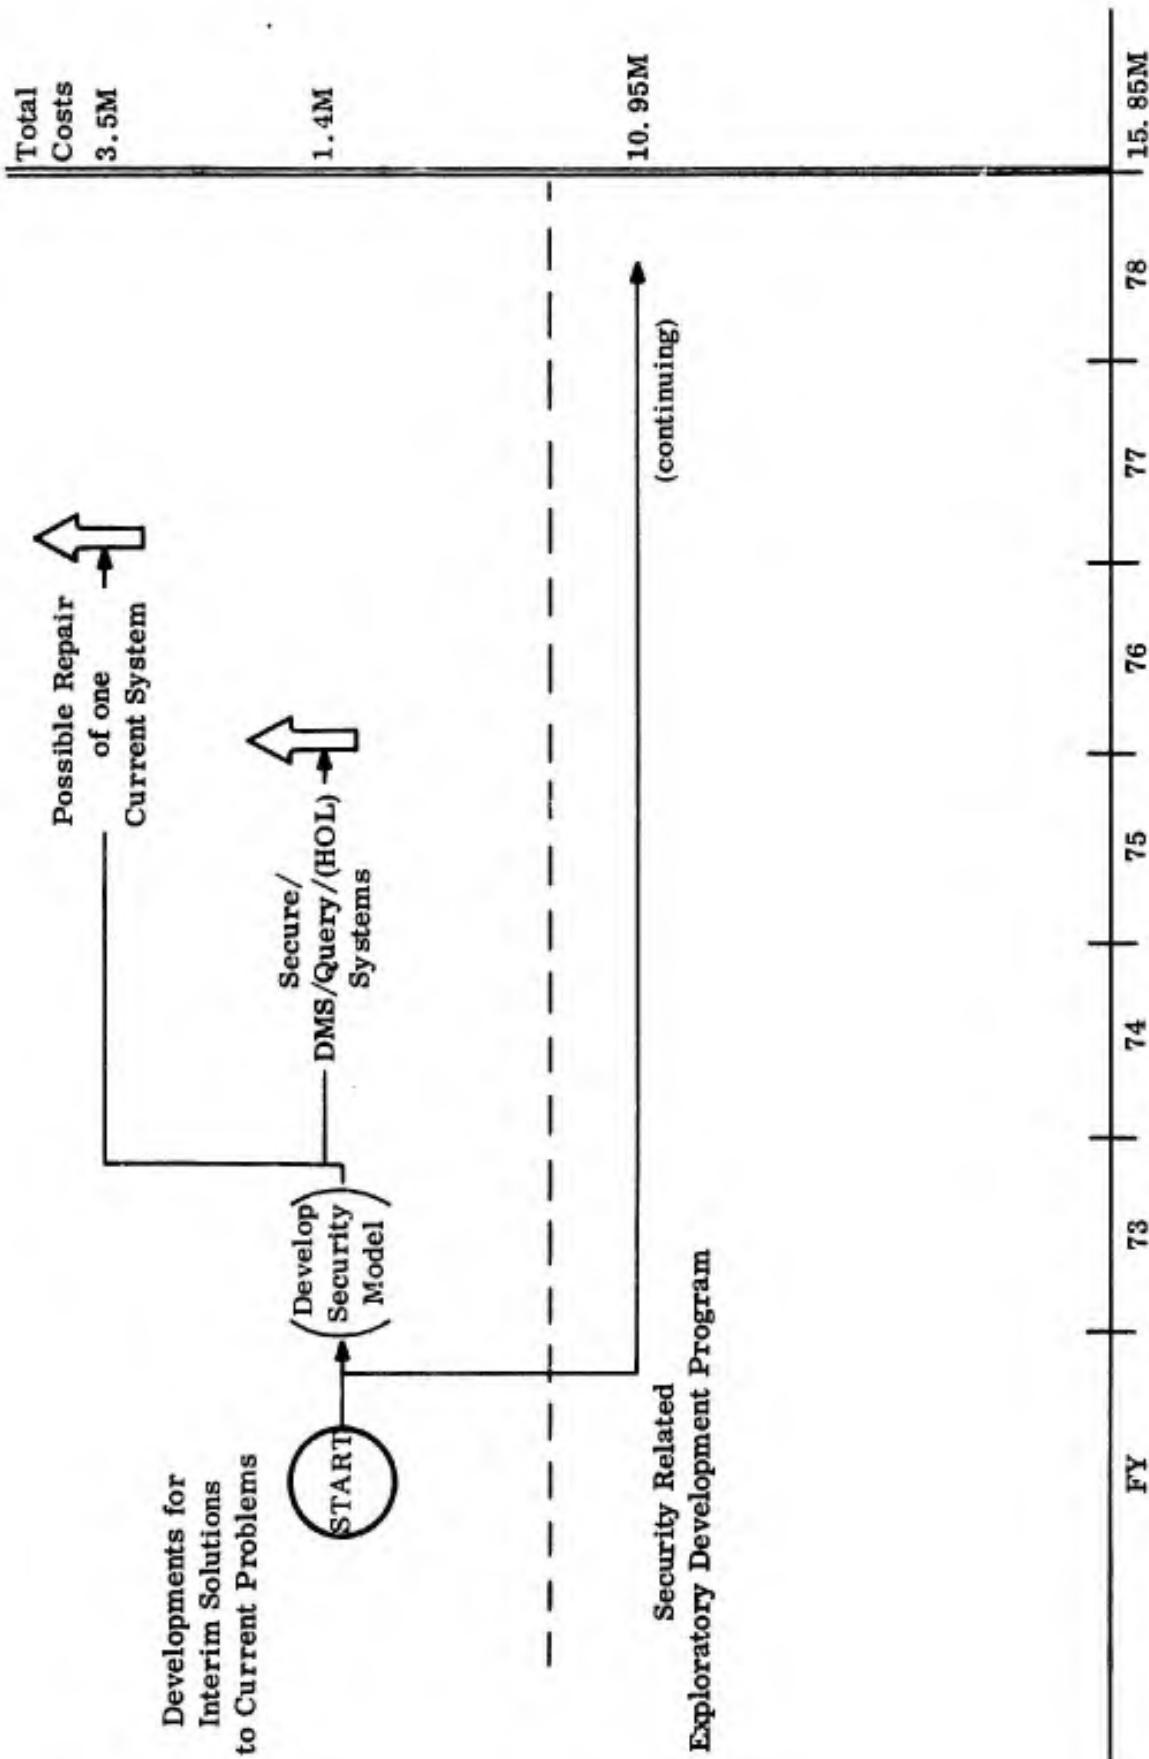 Total
Costs
3.5M
Possible Repair
of one
Current System
Developments for
Interim Solutions
to Current Problems
START
Develop
Security
Model
Secure/
DMS/Query/(HOL)
Systems
1.4M
Security Related
Exploratory Development Program
(continuing)
10.95M
FY 73 74 75 76 77 78 15.85M